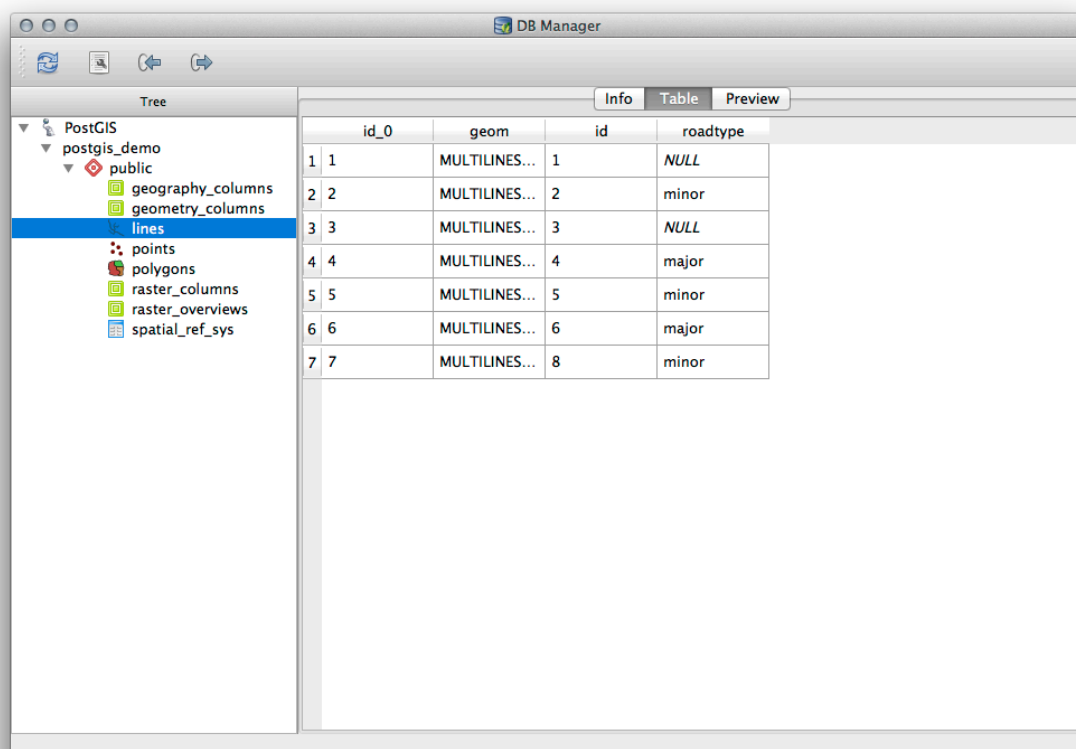 DB Manager
Tree
Info Table Preview
PostGIS
postgis_demo
public
geography_columns
geometry_columns
lines
points
polygons
raster_columns
raster_overviews
spatial_ref_sys
id_0 geom id roadtype
1 1 MULTILINES... 1 NULL
2 2 MULTILINES... 2 minor
3 3 MULTILINES... 3 NULL
4 4 MULTILINES... 4 major
5 5 MULTILINES... 5 minor
6 6 MULTILINES... 6 major
7 7 MULTILINES... 8 minor